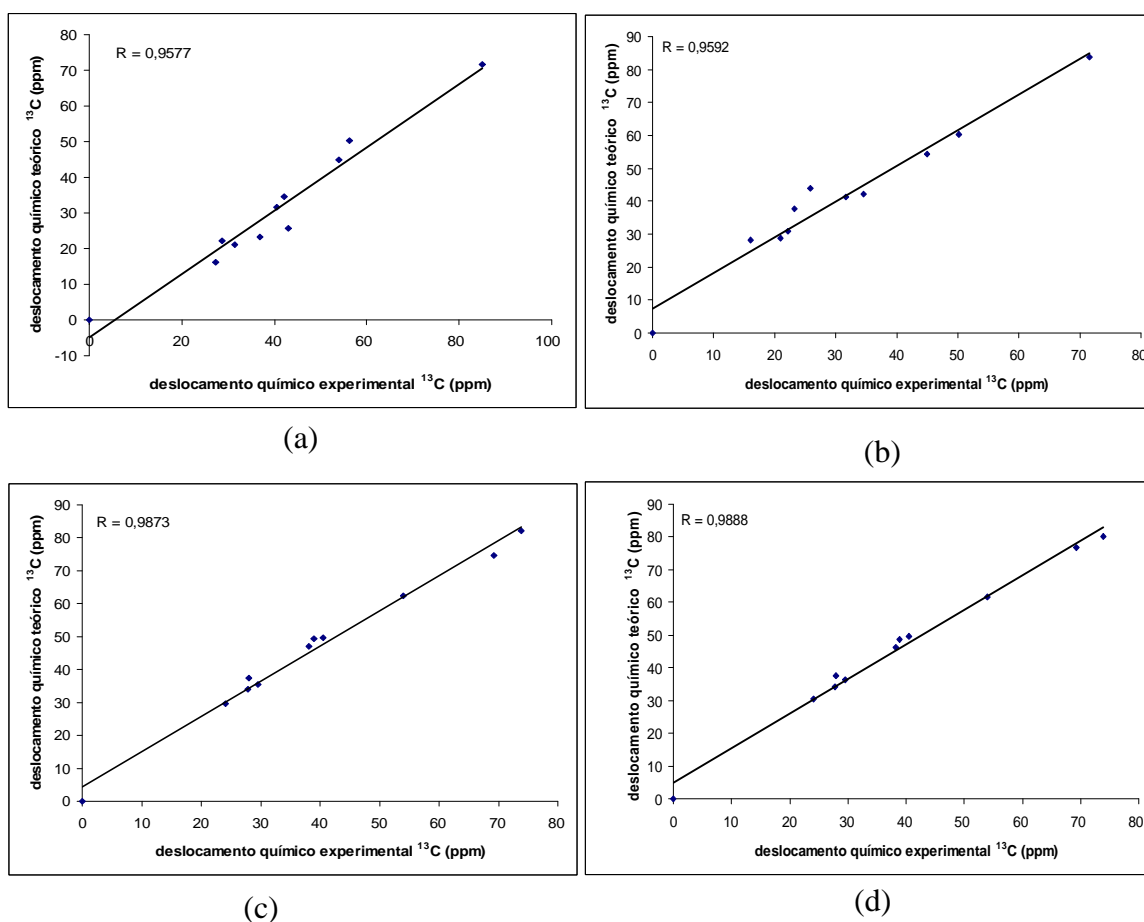 R = 0,9577
deslocamento químico teórico ¹³C (ppm)
80
70
60
50
40
30
20
10
0
-10
0 20 40 60 80 100
deslocamento químico experimental ¹³C (ppm)
(a)
R = 0,9592
deslocamento químico teórico ¹³C (ppm)
90
80
70
60
50
40
30
20
10
0
0 10 20 30 40 50 60 70 80
deslocamento químico experimental ¹³C (ppm)
(b)
R = 0,9873
deslocamento químico teórico ¹³C (ppm)
90
80
70
60
50
40
30
20
10
0
0 10 20 30 40 50 60 70 80
deslocamento químico experimental ¹³C (ppm)
(c)
R = 0,9888
deslocamento químico teórico ¹³C (ppm)
90
80
70
60
50
40
30
20
10
0
0 10 20 30 40 50 60 70 80
deslocamento químico experimental ¹³C (ppm)
(d)